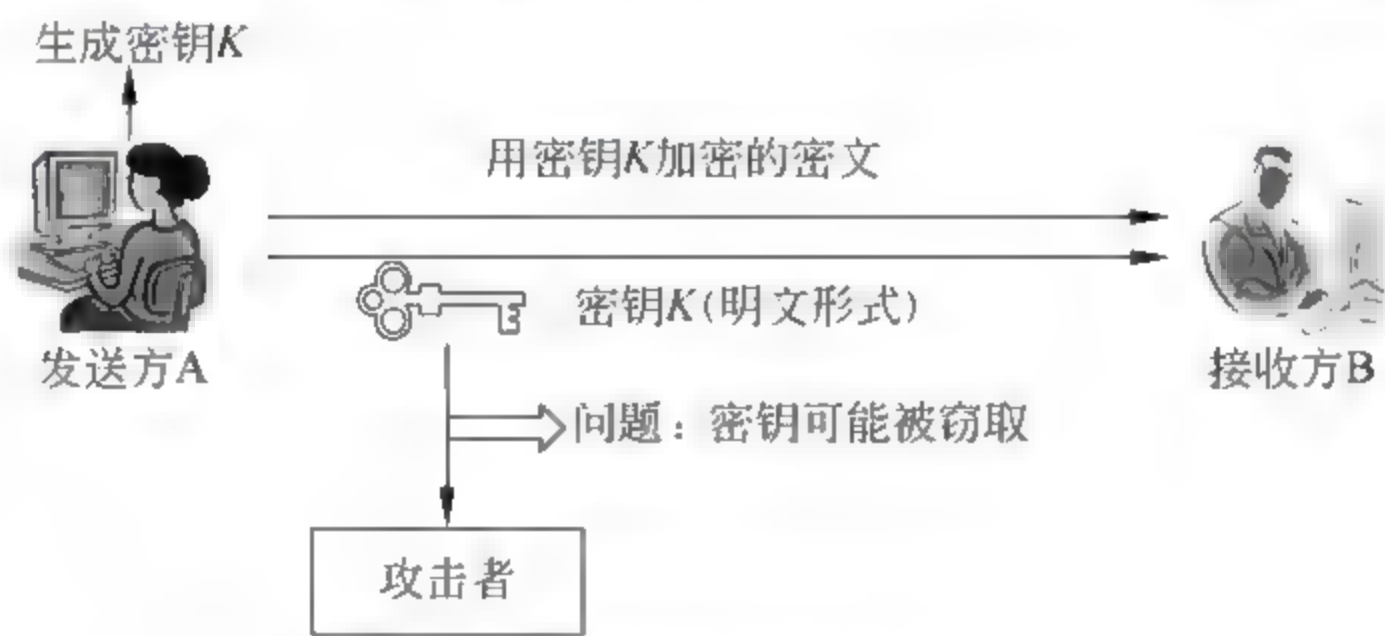 生成密钥K
用密钥K加密的密文
密钥K(明文形式)
发送方A
接收方B
问题：密钥可能被窃取
攻击者